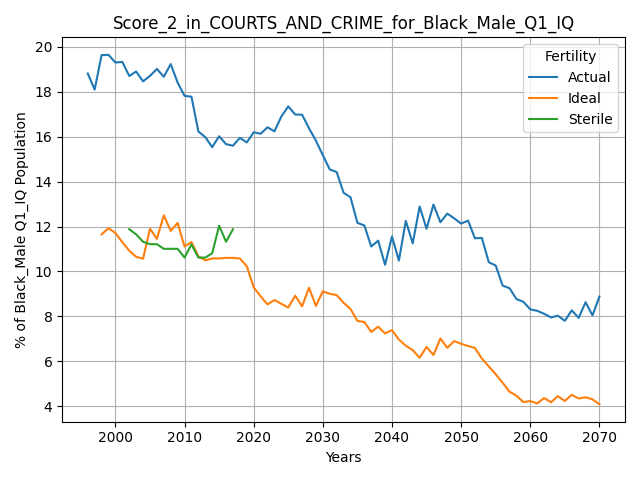 Score_2_in_COURTS_AND_CRIME_for_Black_Male_Q1_IQ
% of Black_Male Q1_IQ Population
20
18
16
14
12
10
8
6
4
Fertility
Actual
Ideal
Sterile
2000 2010 2020 2030 2040 2050 2060 2070
Years